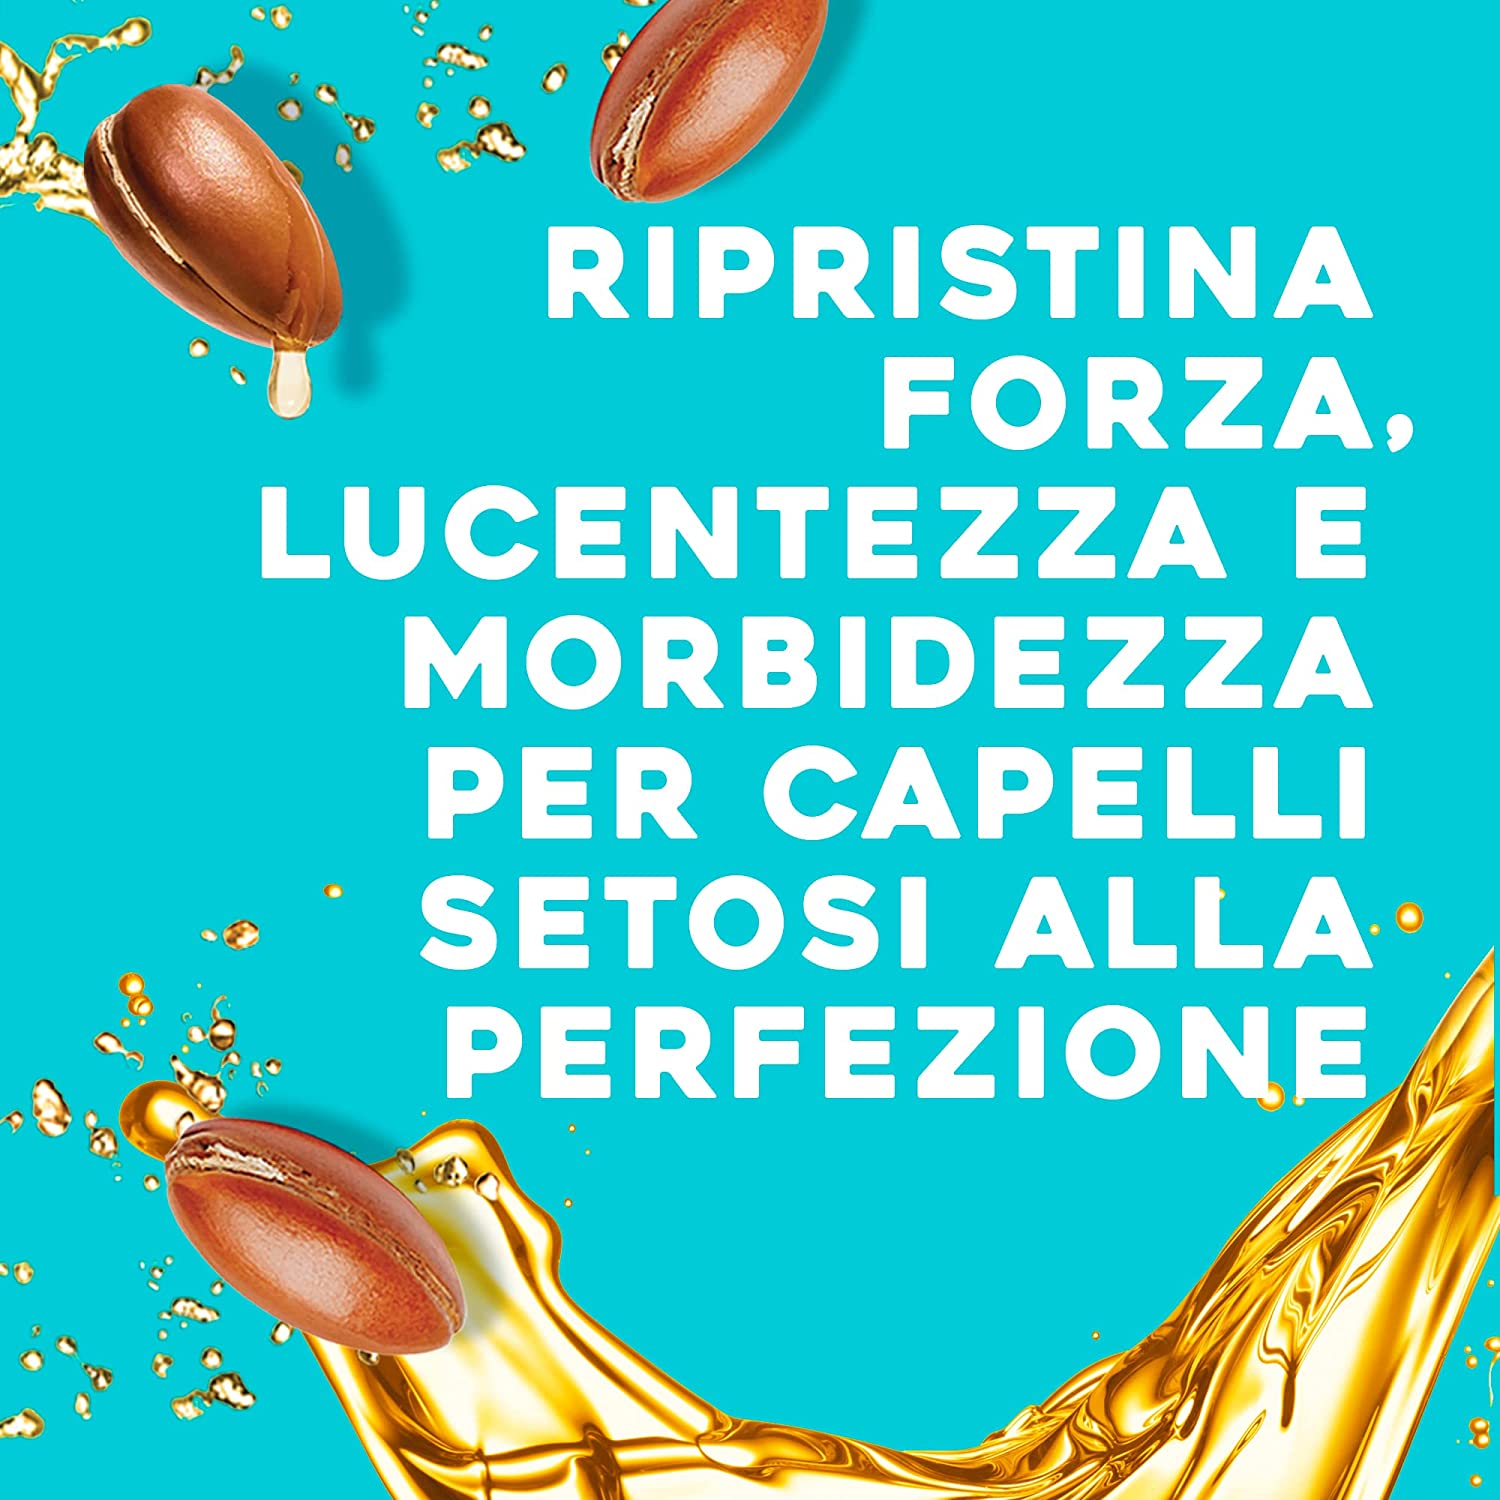 RIPRISTINA
FORZA,
LUCENTEZZA E
MORBIDEZZA
PER CAPELLI
SETOSI ALLA
PERFEZIONE